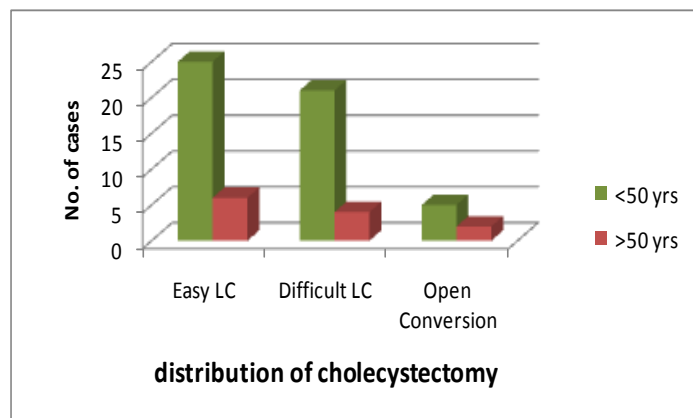 No. of cases
25
20
15
10
5
0
Easy LC
Difficult LC
Open
Conversion
<50 yrs
>50 yrs
distribution of cholecystectomy